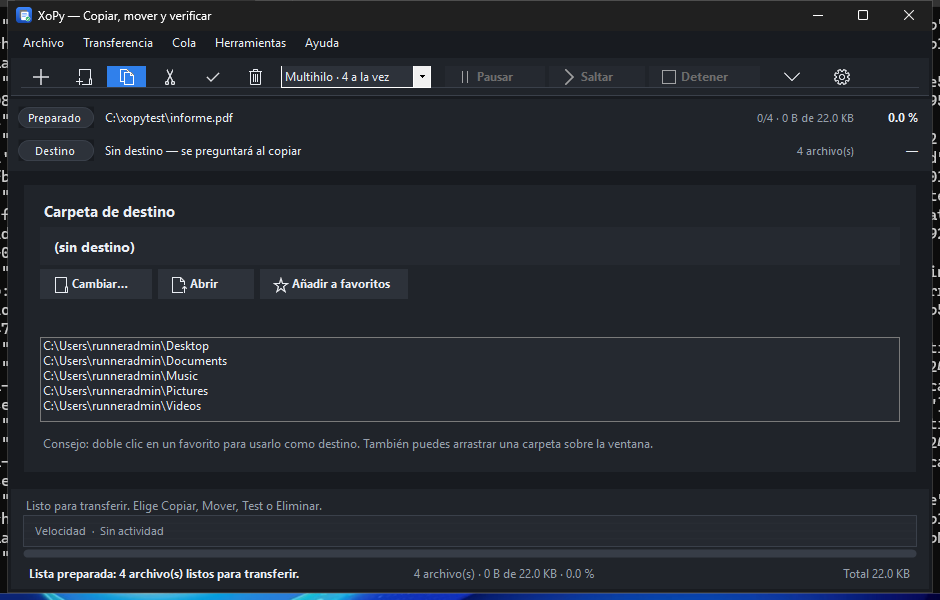 XoPy — Copiar, mover y verificar
Archivo Transferencia Cola Herramientas Ayuda
Multihilo · 4 a la vez Pausar Saltar Detener
Preparado C:\xopytest\informe.pdf 0/4 · 0 B de 22.0 KB 0.0 %
Destino Sin destino — se preguntará al copiar 4 archivo(s) —
Carpeta de destino
(sin destino)
Cambiar... Abrir Añadir a favoritos
C:\Users\runneradmin\Desktop
C:\Users\runneradmin\Documents
C:\Users\runneradmin\Music
C:\Users\runneradmin\Pictures
C:\Users\runneradmin\Videos
Consejo: doble clic en un favorito para usarlo como destino. También puedes arrastrar una carpeta sobre la ventana.
Listo para transferir. Elige Copiar, Mover, Test o Eliminar.
Velocidad · Sin actividad
Lista preparada: 4 archivo(s) listos para transferir. 4 archivo(s) · 0 B de 22.0 KB · 0.0 % Total 22.0 KB